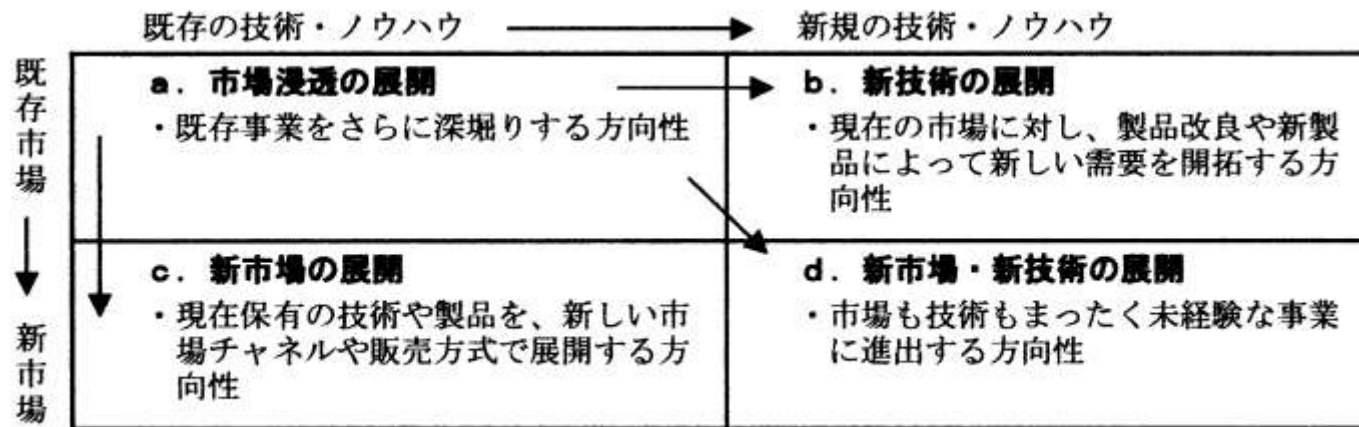 既存の技術・ノウハウ
新規の技術・ノウハウ
既存市場
新市場
a. 市場浸透の展開
・既存事業をさらに深堀りする方向性
b. 新技術の展開
・現在の市場に対し、製品改良や新製
品によって新しい需要を開拓する方
向性
c. 新市場の展開
・現在保有の技術や製品を、新しい市
場チャネルや販売方式で展開する方
向性
d. 新市場・新技術の展開
・市場も技術もまったく未経験な事業
に進出する方向性